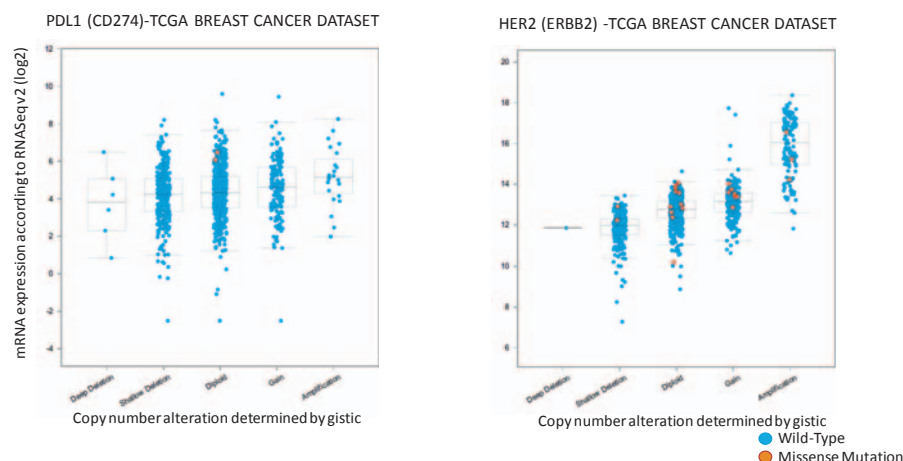 PDL1 (CD274)-TCGA BREAST CANCER DATASET
HER2 (ERBB2) -TCGA BREAST CANCER DATASET
mRNA expression according to RNASeqv2 (log2)
12
10
8
6
4
2
0
-2
-4
Deep Deletion
Shallow Deletion
Diploid
Gain
Amplification
Copy number alteration determined by gistic
20
18
16
14
12
10
8
6
Deep Deletion
Shallow Deletion
Diploid
Gain
Amplification
Copy number alteration determined by gistic
Wild-Type
Missense Mutation